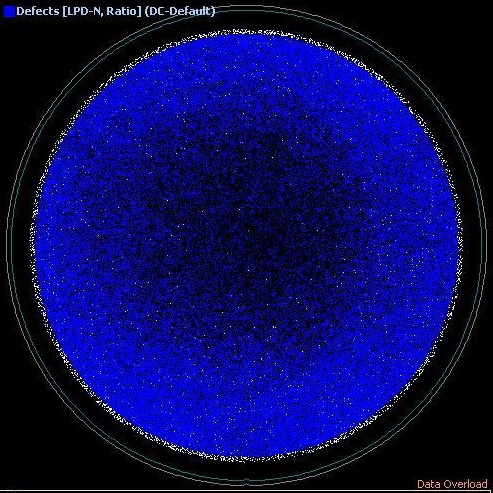 Defects [LPD-N, Ratio] (DC-Default)
Data Overload